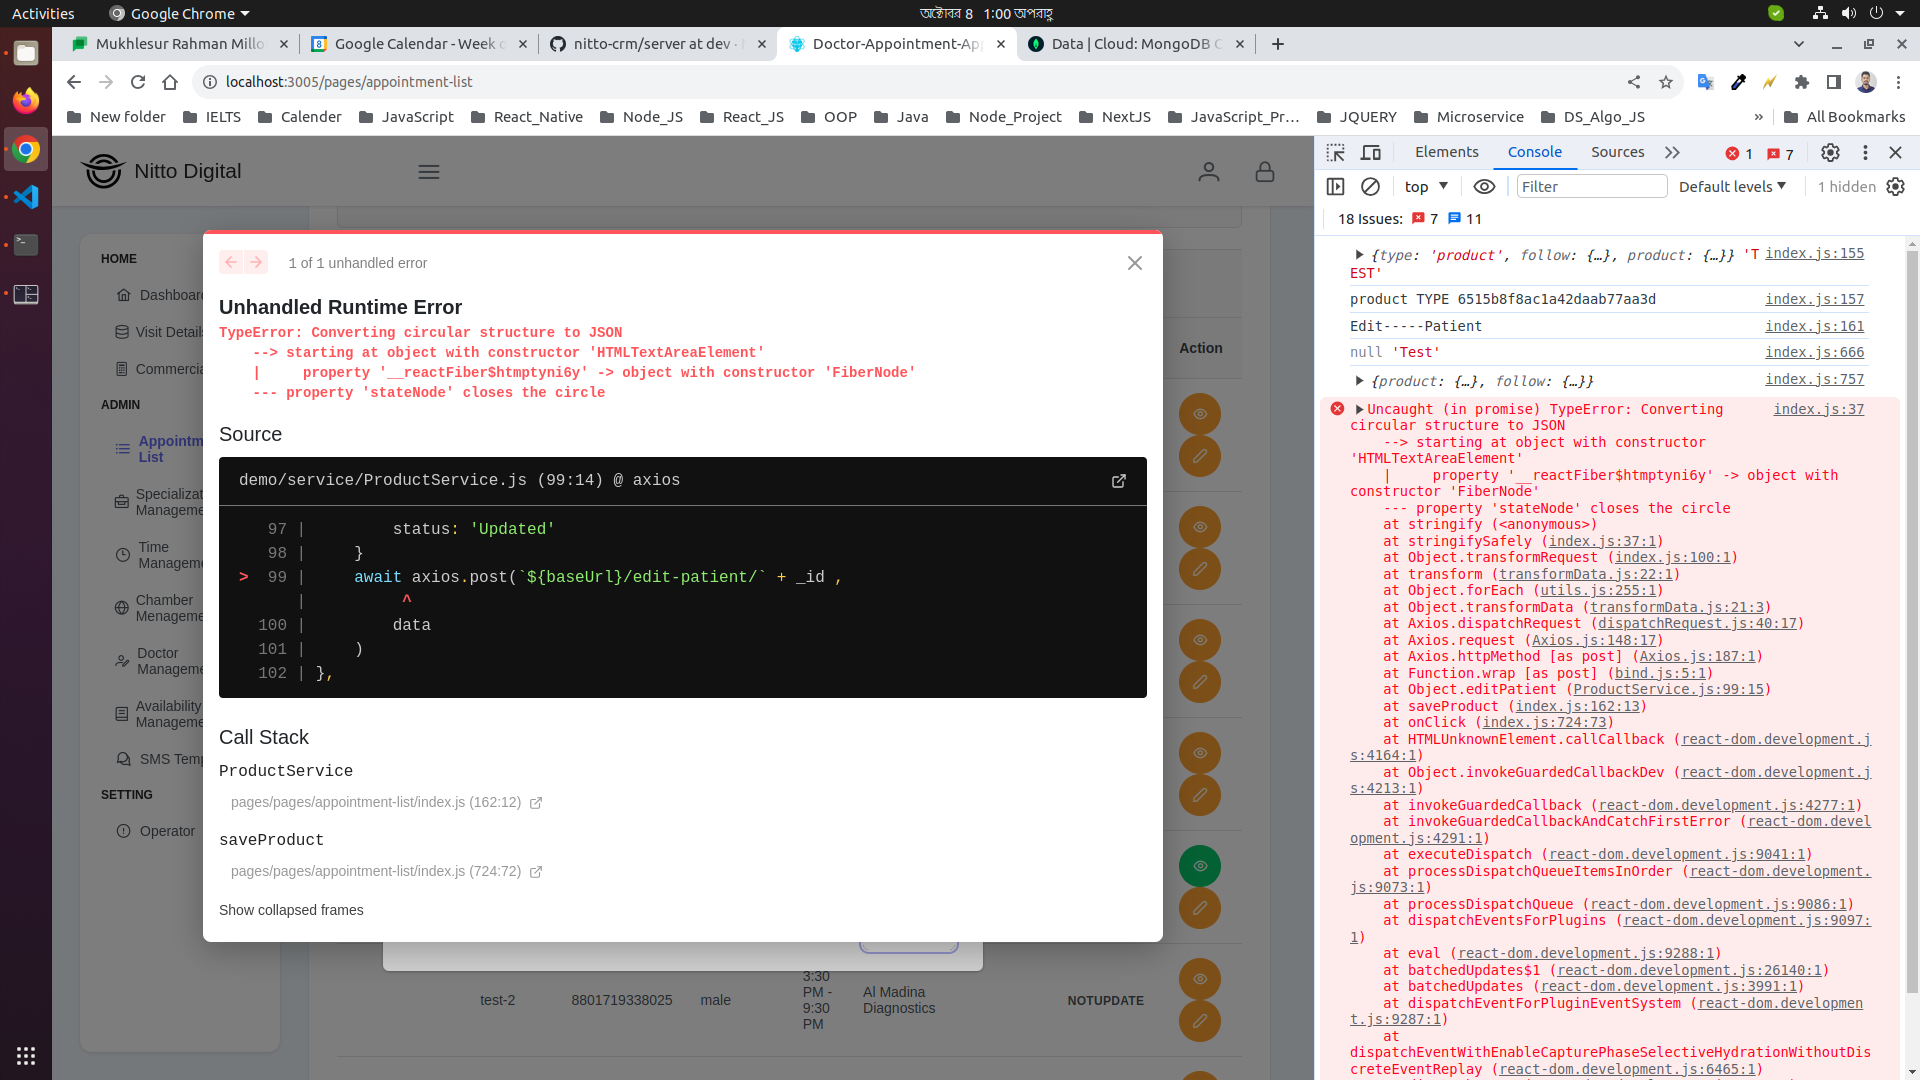 Activities
Google Chrome
অক্টোবর 8 1:00 অপরাহ্ণ
Mukhlesur Rahman Millo
Google Calendar - Week o
nitto-crm/server at dev ·
Doctor-Appointment-Ap
Data | Cloud: MongoDB C
localhost:3005/pages/appointment-list
New folder
IELTS
Calender
JavaScript
React_Native
Node_JS
React_JS
OOP
Java
Node_Project
NextJS
JavaScript_Pr...
JQUERY
Microservice
DS_Algo_JS
»
All Bookmarks
Nitto Digital
HOME
Dashboar
Visit Details
Commercia
ADMIN
Appointm
List
Specializat
Manageme
Time
Manageme
Chamber
Mengeme
Doctor
Manageme
Availability
Manageme
SMS Temp
SETTING
Operator
1 of 1 unhandled error
Unhandled Runtime Error
TypeError: Converting circular structure to JSON
--> starting at object with constructor 'HTMLTextAreaElement'
| property '__reactFiber$htmptyni6y' -> object with constructor 'FiberNode'
--- property 'stateNode' closes the circle
Source
demo/service/ProductService.js (99:14) @ axios
97 | status: 'Updated'
98 | }
> 99 | await axios.post(`${baseUrl}/edit-patient/` + _id ,
| ^
100 | data
101 | )
102 | },
Call Stack
ProductService
pages/pages/appointment-list/index.js (162:12)
saveProduct
pages/pages/appointment-list/index.js (724:72)
Show collapsed frames
Action
test-2
8801719338025
male
3:30
PM -
9:30
PM
Al Madina
Diagnostics
NOTUPDATE
Elements
Console
Sources
1
7
top
Filter
Default levels
1 hidden
18 Issues: 7 11
{type: 'product', follow: {…}, product: {…}} 'T index.js:155
EST'
product TYPE 6515b8f8ac1a42daab77aa3d index.js:157
Edit-----Patient index.js:161
null 'Test' index.js:666
{product: {…}, follow: {…}} index.js:757
Uncaught (in promise) TypeError: Converting index.js:37
circular structure to JSON
--> starting at object with constructor
'HTMLTextAreaElement'
| property '__reactFiber$htmptyni6y' -> object with
constructor 'FiberNode'
--- property 'stateNode' closes the circle
at stringify (<anonymous>)
at stringifySafely (index.js:37:1)
at Object.transformRequest (index.js:100:1)
at transform (transformData.js:22:1)
at Object.forEach (utils.js:255:1)
at Object.transformData (transformData.js:21:3)
at Axios.dispatchRequest (dispatchRequest.js:40:17)
at Axios.request (Axios.js:148:17)
at Axios.httpMethod [as post] (Axios.js:187:1)
at Function.wrap [as post] (bind.js:5:1)
at Object.editPatient (ProductService.js:99:15)
at saveProduct (index.js:162:13)
at onClick (index.js:724:73)
at HTMLUnknownElement.callCallback (react-dom.development.j
s:4164:1)
at Object.invokeGuardedCallbackDev (react-dom.development.j
s:4213:1)
at invokeGuardedCallback (react-dom.development.js:4277:1)
at invokeGuardedCallbackAndCatchFirstError (react-dom.devel
opment.js:4291:1)
at executeDispatch (react-dom.development.js:9041:1)
at processDispatchQueueItemsInOrder (react-dom.development.
js:9073:1)
at processDispatchQueue (react-dom.development.js:9086:1)
at dispatchEventsForPlugins (react-dom.development.js:9097:
1)
at eval (react-dom.development.js:9288:1)
at batchedUpdates$1 (react-dom.development.js:26140:1)
at batchedUpdates (react-dom.development.js:3991:1)
at dispatchEventForPluginEventSystem (react-dom.developmen
t.js:9287:1)
at
dispatchEventWithEnableCapturePhaseSelectiveHydrationWithoutDis
creteEventReplay (react-dom.development.js:6465:1)